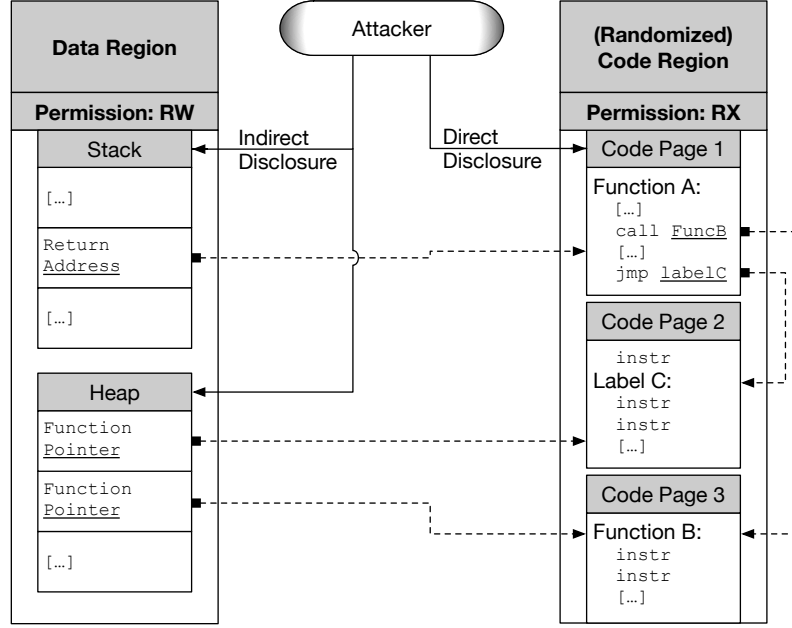 Data Region
Permission: RW
Stack
[…]
Return
Address
[…]
Heap
Function
Pointer
Function
Pointer
[…]
Attacker
Indirect
Disclosure
Direct
Disclosure
(Randomized)
Code Region
Permission: RX
Code Page 1
Function A:
[…]
call FuncB
[…]
jmp labelC
Code Page 2
instr
Label C:
instr
instr
[…]
Code Page 3
Function B:
instr
instr
[…]